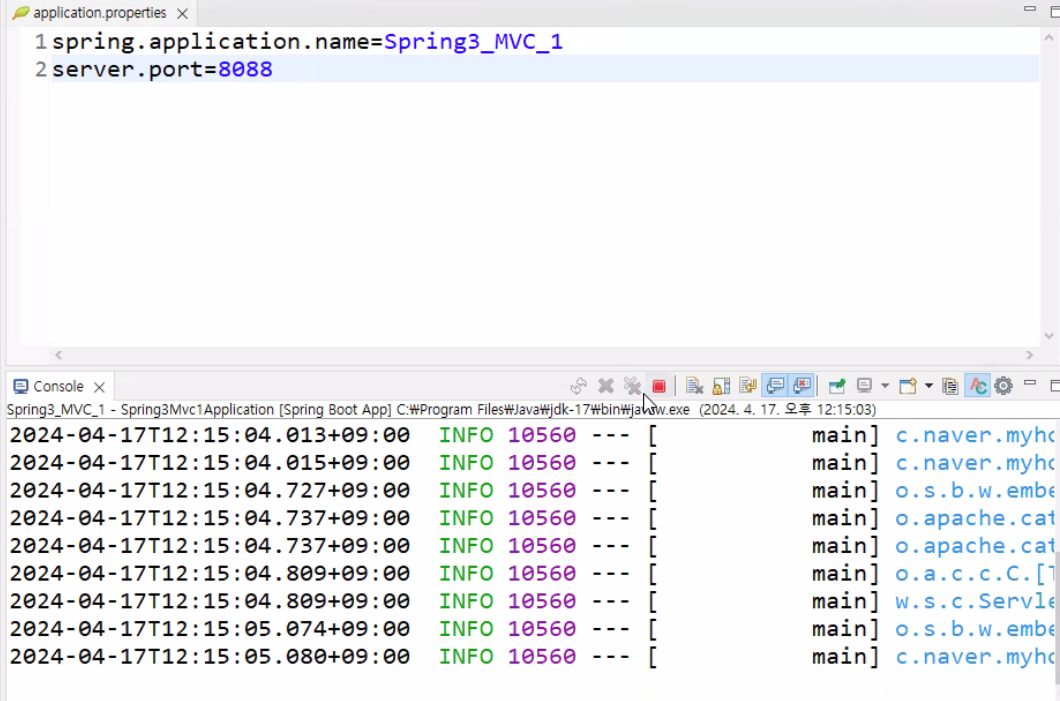 application.properties
1 spring.application.name=Spring3_MVC_1
2 server.port=8088
Console
Spring3_MVC_1 - Spring3Mvc1Application [Spring Boot App] C:₩Program Files₩Java₩jdk-17₩bin₩javaw.exe (2024. 4. 17. 오후 12:15:03)
2024-04-17T12:15:04.013+09:00 INFO 10560 --- [ main] c.naver.myho
2024-04-17T12:15:04.015+09:00 INFO 10560 --- [ main] c.naver.myho
2024-04-17T12:15:04.727+09:00 INFO 10560 --- [ main] o.s.b.w.embe
2024-04-17T12:15:04.737+09:00 INFO 10560 --- [ main] o.apache.cat
2024-04-17T12:15:04.737+09:00 INFO 10560 --- [ main] o.apache.cat
2024-04-17T12:15:04.809+09:00 INFO 10560 --- [ main] o.a.c.c.C.[T
2024-04-17T12:15:04.809+09:00 INFO 10560 --- [ main] w.s.c.Servle
2024-04-17T12:15:05.074+09:00 INFO 10560 --- [ main] o.s.b.w.embe
2024-04-17T12:15:05.080+09:00 INFO 10560 --- [ main] c.naver.myho